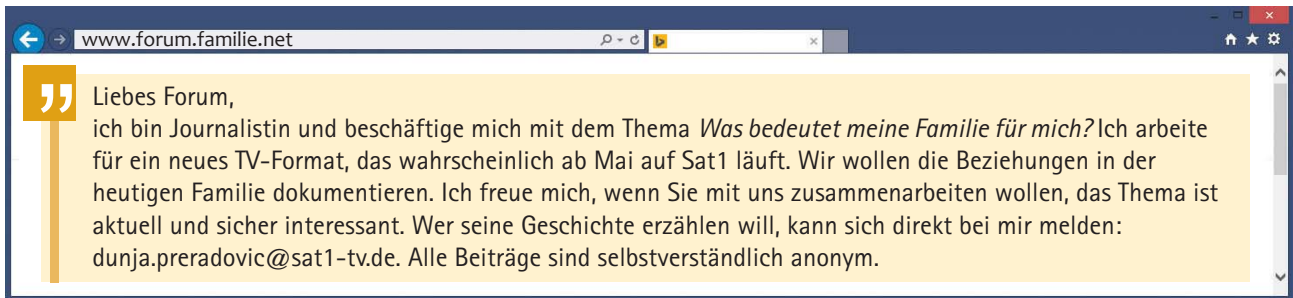 www.forum.familie.net
Liebes Forum,
ich bin Journalistin und beschäftige mich mit dem Thema Was bedeutet meine Familie für mich? Ich arbeite
für ein neues TV-Format, das wahrscheinlich ab Mai auf Sat1 läuft. Wir wollen die Beziehungen in der
heutigen Familie dokumentieren. Ich freue mich, wenn Sie mit uns zusammenarbeiten wollen, das Thema ist
aktuell und sicher interessant. Wer seine Geschichte erzählen will, kann sich direkt bei mir melden:
dunja.preradovic@sat1-tv.de. Alle Beiträge sind selbstverständlich anonym.